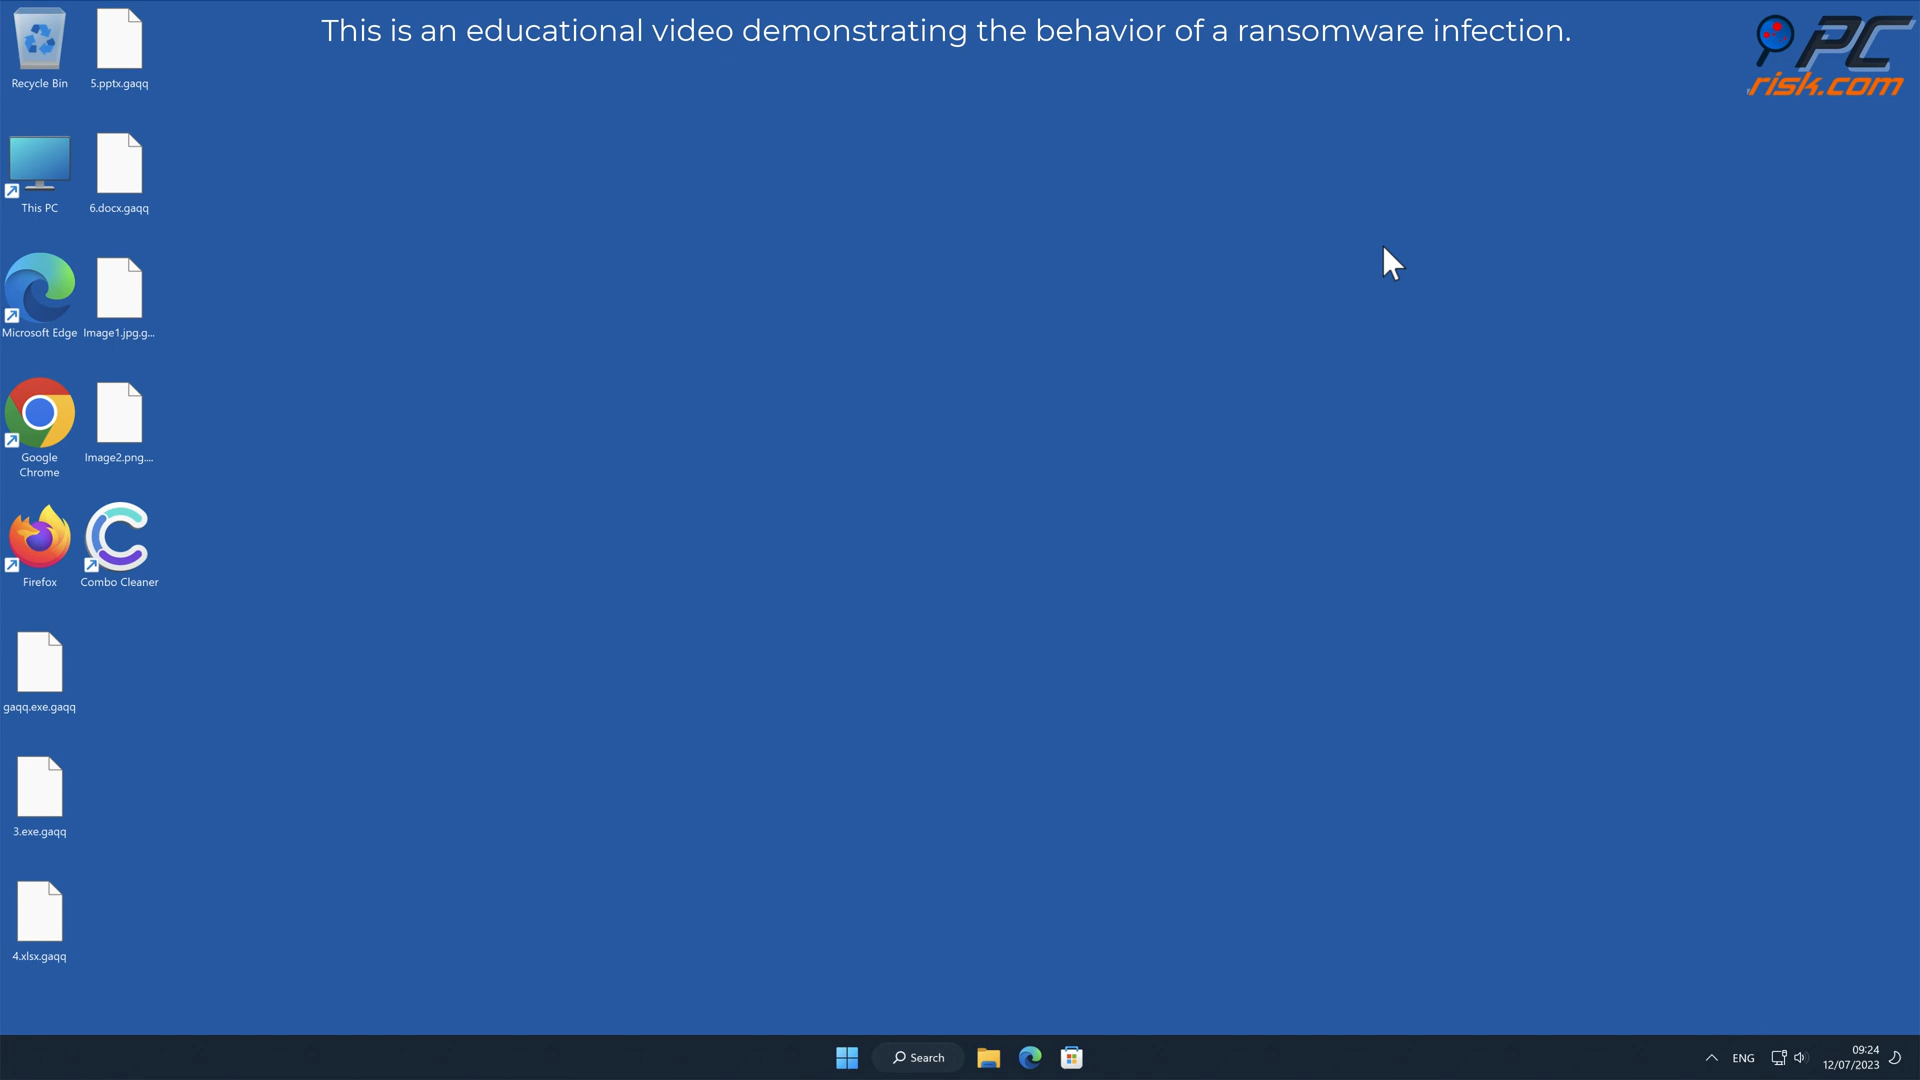 This is an educational video demonstrating the behavior of a ransomware infection.
PC
risk.com
Recycle Bin
5.pptx.gaqq
This PC
6.docx.gaqq
Microsoft Edge
Image1.jpg.g...
Google
Chrome
Image2.png....
Firefox
Combo Cleaner
gaqq.exe.gaqq
3.exe.gaqq
4.xlsx.gaqq
Search
ENG
09:24
12/07/2023